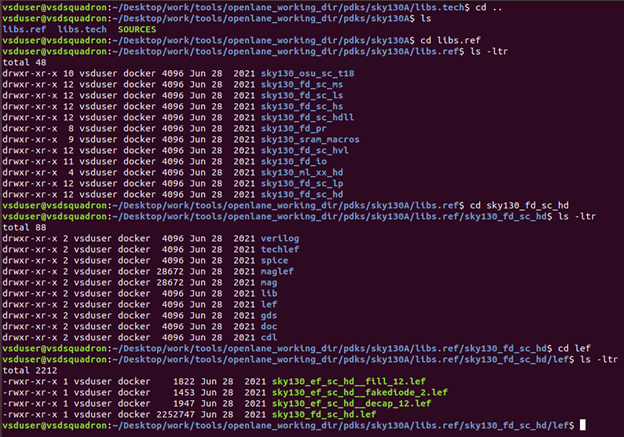 vsduser@vsdsquadron:~/Desktop/work/tools/openlane_working_dir/pdks/sky130A/libs.tech$ cd ..
vsduser@vsdsquadron:~/Desktop/work/tools/openlane_working_dir/pdks/sky130A$ ls
libs.ref  libs.tech  SOURCES
vsduser@vsdsquadron:~/Desktop/work/tools/openlane_working_dir/pdks/sky130A$ cd libs.ref
vsduser@vsdsquadron:~/Desktop/work/tools/openlane_working_dir/pdks/sky130A/libs.ref$ ls -ltr
total 48
drwxr-xr-x 10 vsduser docker 4096 Jun 28  2021 sky130_osu_sc_t18
drwxr-xr-x 12 vsduser docker 4096 Jun 28  2021 sky130_fd_sc_ms
drwxr-xr-x 12 vsduser docker 4096 Jun 28  2021 sky130_fd_sc_ls
drwxr-xr-x 12 vsduser docker 4096 Jun 28  2021 sky130_fd_sc_hs
drwxr-xr-x 12 vsduser docker 4096 Jun 28  2021 sky130_fd_sc_hdll
drwxr-xr-x  8 vsduser docker 4096 Jun 28  2021 sky130_fd_pr
drwxr-xr-x  9 vsduser docker 4096 Jun 28  2021 sky130_sram_macros
drwxr-xr-x 12 vsduser docker 4096 Jun 28  2021 sky130_fd_sc_hvl
drwxr-xr-x 11 vsduser docker 4096 Jun 28  2021 sky130_fd_io
drwxr-xr-x  4 vsduser docker 4096 Jun 28  2021 sky130_ml_xx_hd
drwxr-xr-x 12 vsduser docker 4096 Jun 28  2021 sky130_fd_sc_lp
drwxr-xr-x 12 vsduser docker 4096 Jun 28  2021 sky130_fd_sc_hd
vsduser@vsdsquadron:~/Desktop/work/tools/openlane_working_dir/pdks/sky130A/libs.ref$ cd sky130_fd_sc_hd
vsduser@vsdsquadron:~/Desktop/work/tools/openlane_working_dir/pdks/sky130A/libs.ref/sky130_fd_sc_hd$ ls -ltr
total 88
drwxr-xr-x 2 vsduser docker  4096 Jun 28  2021 verilog
drwxr-xr-x 2 vsduser docker  4096 Jun 28  2021 techlef
drwxr-xr-x 2 vsduser docker  4096 Jun 28  2021 spice
drwxr-xr-x 2 vsduser docker 28672 Jun 28  2021 maglef
drwxr-xr-x 2 vsduser docker 28672 Jun 28  2021 mag
drwxr-xr-x 2 vsduser docker  4096 Jun 28  2021 lib
drwxr-xr-x 2 vsduser docker  4096 Jun 28  2021 lef
drwxr-xr-x 2 vsduser docker  4096 Jun 28  2021 gds
drwxr-xr-x 2 vsduser docker  4096 Jun 28  2021 doc
drwxr-xr-x 2 vsduser docker  4096 Jun 28  2021 cdl
vsduser@vsdsquadron:~/Desktop/work/tools/openlane_working_dir/pdks/sky130A/libs.ref/sky130_fd_sc_hd$ cd lef
vsduser@vsdsquadron:~/Desktop/work/tools/openlane_working_dir/pdks/sky130A/libs.ref/sky130_fd_sc_hd/lef$ ls -ltr
total 2212
-rwxr-xr-x 1 vsduser docker    1822 Jun 28  2021 sky130_ef_sc_hd__fill_12.lef
-rwxr-xr-x 1 vsduser docker    1453 Jun 28  2021 sky130_ef_sc_hd__fakediode_2.lef
-rwxr-xr-x 1 vsduser docker    1947 Jun 28  2021 sky130_ef_sc_hd__decap_12.lef
-rwxr-xr-x 1 vsduser docker 2252747 Jun 28  2021 sky130_fd_sc_hd.lef
vsduser@vsdsquadron:~/Desktop/work/tools/openlane_working_dir/pdks/sky130A/libs.ref/sky130_fd_sc_hd/lef$